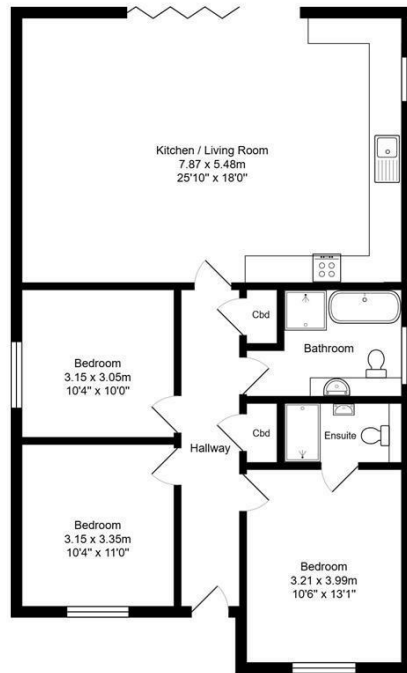 Kitchen / Living Room
7.87 x 5.48m
25'10" x 18'0"
Cbd
Bathroom
Bedroom
3.15 x 3.05m
10'4" x 10'0"
Cbd
Ensuite
Hallway
Bedroom
3.15 x 3.35m
10'4" x 11'0"
Bedroom
3.21 x 3.99m
10'6" x 13'1"